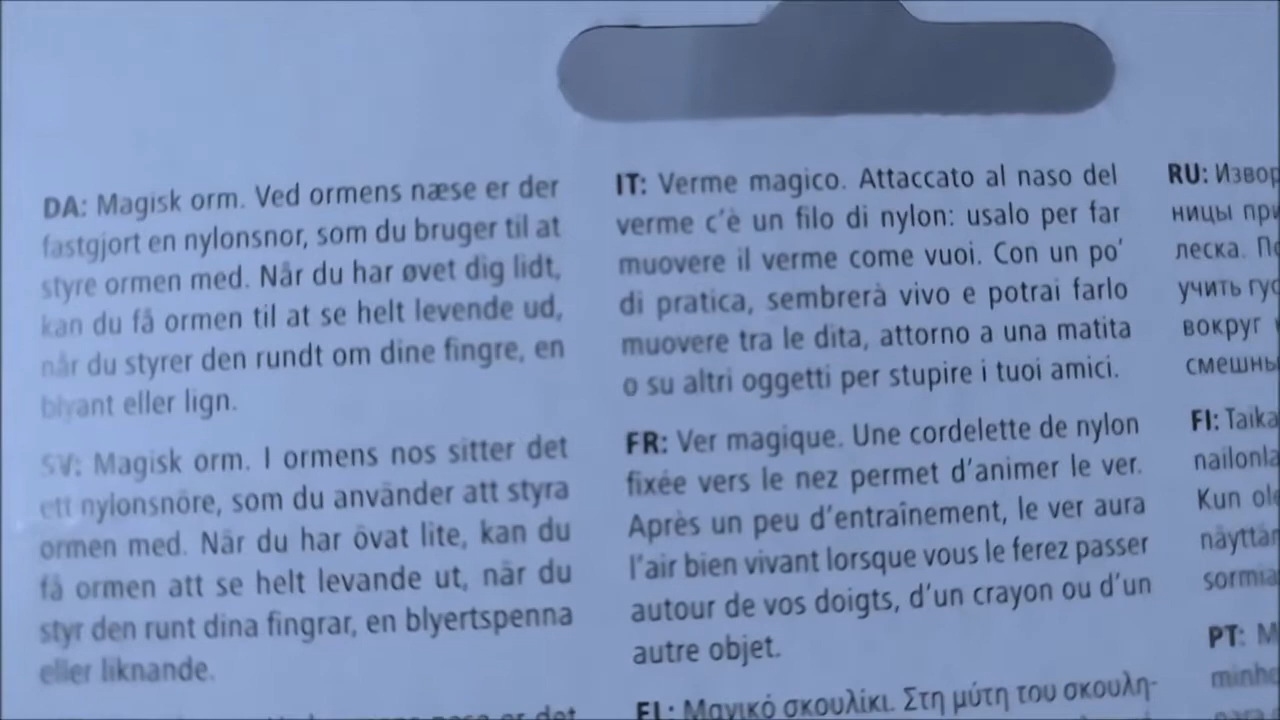 DA: Magisk orm. Ved ormens næse er der
fastgjort en nylonsnor, som du bruger til at
styre ormen med. Når du har øvet dig lidt,
kan du få ormen til at se helt levende ud,
når du styrer den rundt om dine fingre, en
blyant eller lign.
SV: Magisk orm. I ormens nos sitter det
ett nylonsnöre, som du använder att styra
ormen med. När du har övat lite, kan du
få ormen att se helt levande ut, när du
styr den runt dina fingrar, en blyertspenna
eller liknande.
IT: Verme magico. Attaccato al naso del
verme c'è un filo di nylon: usalo per far
muovere il verme come vuoi. Con un po'
di pratica, sembrerà vivo e potrai farlo
muovere tra le dita, attorno a una matita
o su altri oggetti per stupire i tuoi amici.
FR: Ver magique. Une cordelette de nylon
fixée vers le nez permet d'animer le ver.
Après un peu d'entraînement, le ver aura
l'air bien vivant lorsque vous le ferez passer
autour de vos doigts, d'un crayon ou d'un
autre objet.
EL: Μαγικό σκουλίκι. Στη μύτη του σκουλη-
RU:
леска.
учить
вокруг
FI: Taika
Kun
PT: